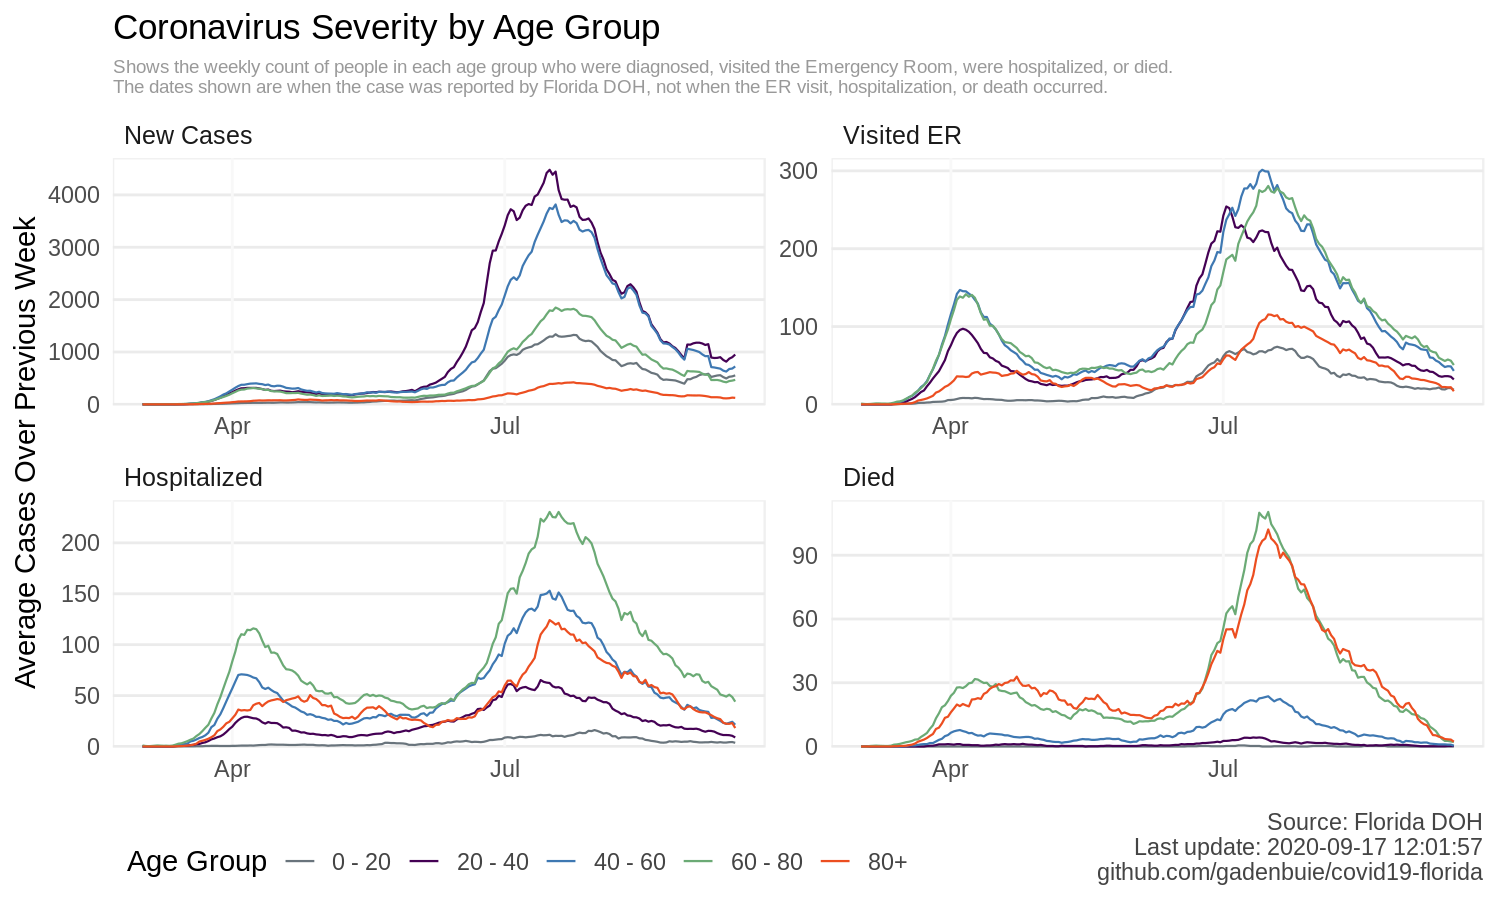 Coronavirus Severity by Age Group
Shows the weekly count of people in each age group who were diagnosed, visited the Emergency Room, were hospitalized, or died.
The dates shown are when the case was reported by Florida DOH, not when the ER visit, hospitalization, or death occurred.
Average Cases Over Previous Week
New Cases
4000
3000
2000
1000
0
Apr
Jul
Visited ER
300
200
100
0
Apr
Jul
Hospitalized
200
150
100
50
0
Apr
Jul
Died
90
60
30
0
Apr
Jul
Age Group 0 - 20 20 - 40 40 - 60 60 - 80 80+
Source: Florida DOH
Last update: 2020-09-17 12:01:57
github.com/gadenbuie/covid19-florida